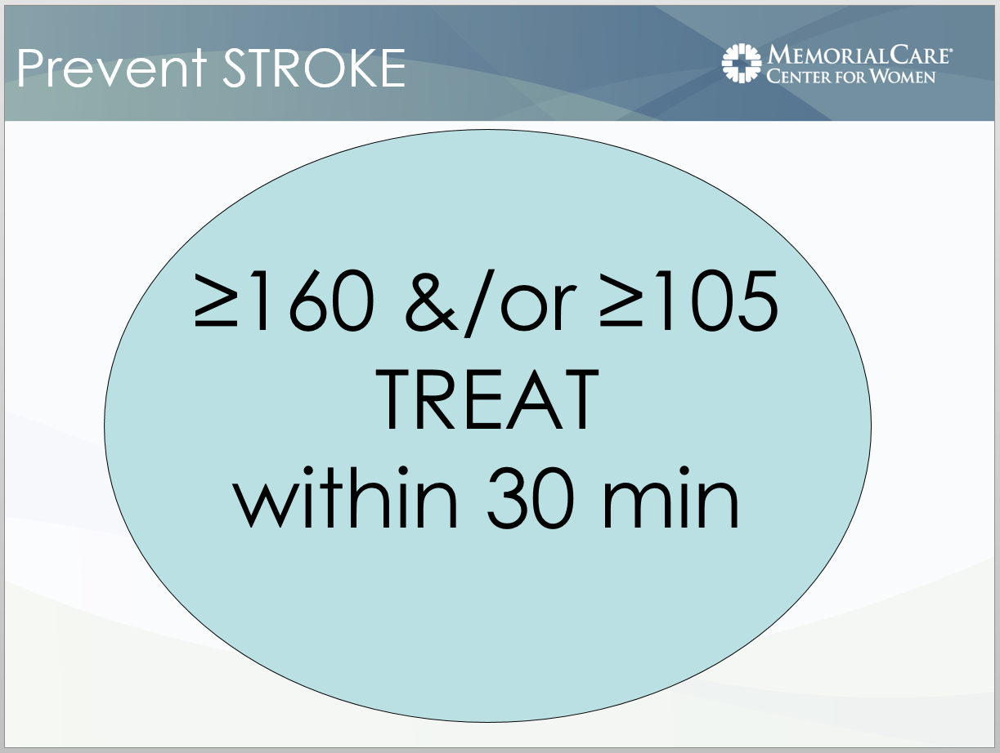 Prevent STROKE
MEMORIALCARE®
CENTER FOR WOMEN
≥160 &/or ≥105
TREAT
within 30 min